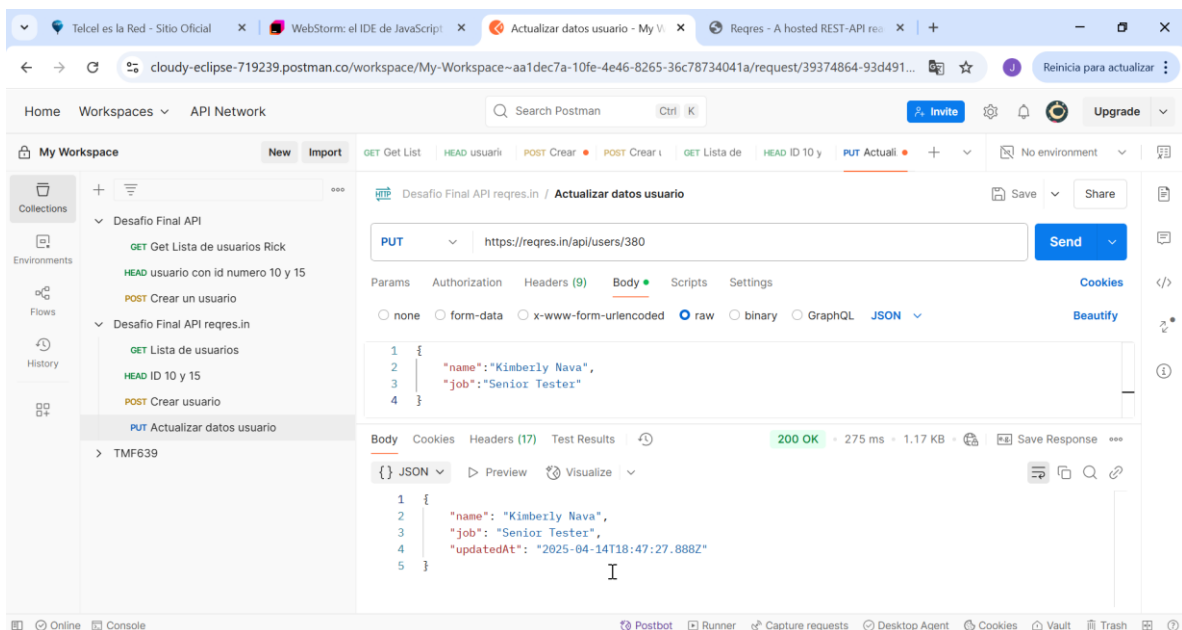 Telcel es la Red - Sitio Oficial
WebStorm: el IDE de JavaScript
Actualizar datos usuario - My W
Reqres - A hosted REST-API rea
cloudy-eclipse-719239.postman.co/workspace/My-Workspace~aa1dec7a-10fe-4e46-8265-36c78734041a/request/39374864-93d491...
J
Reinicia para actualizar
Home Workspaces API Network
Search Postman Ctrl K
Invite
Upgrade
My Workspace
New Import
GET Get List
HEAD usuari
POST Crear
POST Crear u
GET Lista de
HEAD ID 10 y
PUT Actuali
No environment
Collections
Environments
Flows
History
Desafio Final API
GET Get Lista de usuarios Rick
HEAD usuario con id numero 10 y 15
POST Crear un usuario
Desafio Final API reqres.in
GET Lista de usuarios
HEAD ID 10 y 15
POST Crear usuario
PUT Actualizar datos usuario
TMF639
HTTP Desafio Final API reqres.in / Actualizar datos usuario
Save Share
PUT https://reqres.in/api/users/380
Send
Params Authorization Headers (9) Body Scripts Settings
Cookies
none form-data x-www-form-urlencoded raw binary GraphQL JSON
Beautify
1 {
2 "name":"Kimberly Nava",
3 "job":"Senior Tester"
4 }
Body Cookies Headers (17) Test Results
200 OK 275 ms 1.17 KB
Save Response
{} JSON Preview Visualize
1 {
2 "name": "Kimberly Nava",
3 "job": "Senior Tester",
4 "updatedAt": "2025-04-14T18:47:27.888Z"
5 }
Online Console
Postbot Runner Capture requests Desktop Agent Cookies Vault Trash